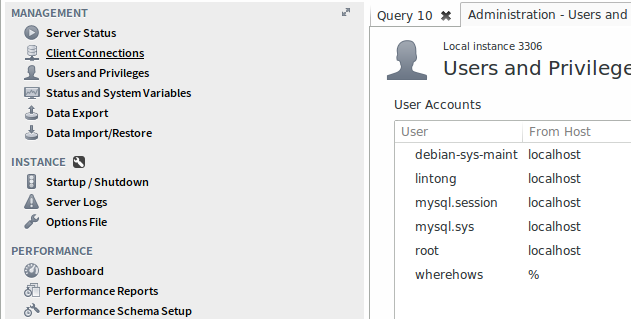 MANAGEMENT
Server Status
Client Connections
Users and Privileges
Status and System Variables
Data Export
Data Import/Restore
INSTANCE
Startup / Shutdown
Server Logs
Options File
PERFORMANCE
Dashboard
Performance Reports
Performance Schema Setup
Query 10
Administration - Users and
Local instance 3306
Users and Privilege
User Accounts
User From Host
debian-sys-maint localhost
lintong localhost
mysql.session localhost
mysql.sys localhost
root localhost
wherehows %